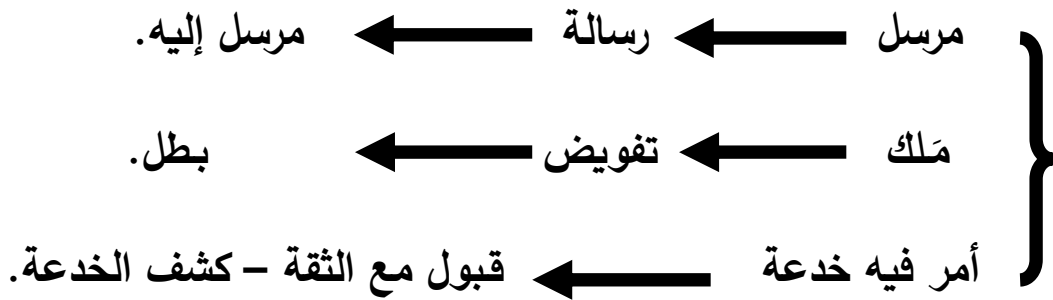 مرسل رسالة مرسل إليه.
مَلك تفويض بطل.
أمر فيه خدعة قبول مع الثقة – كشف الخدعة.